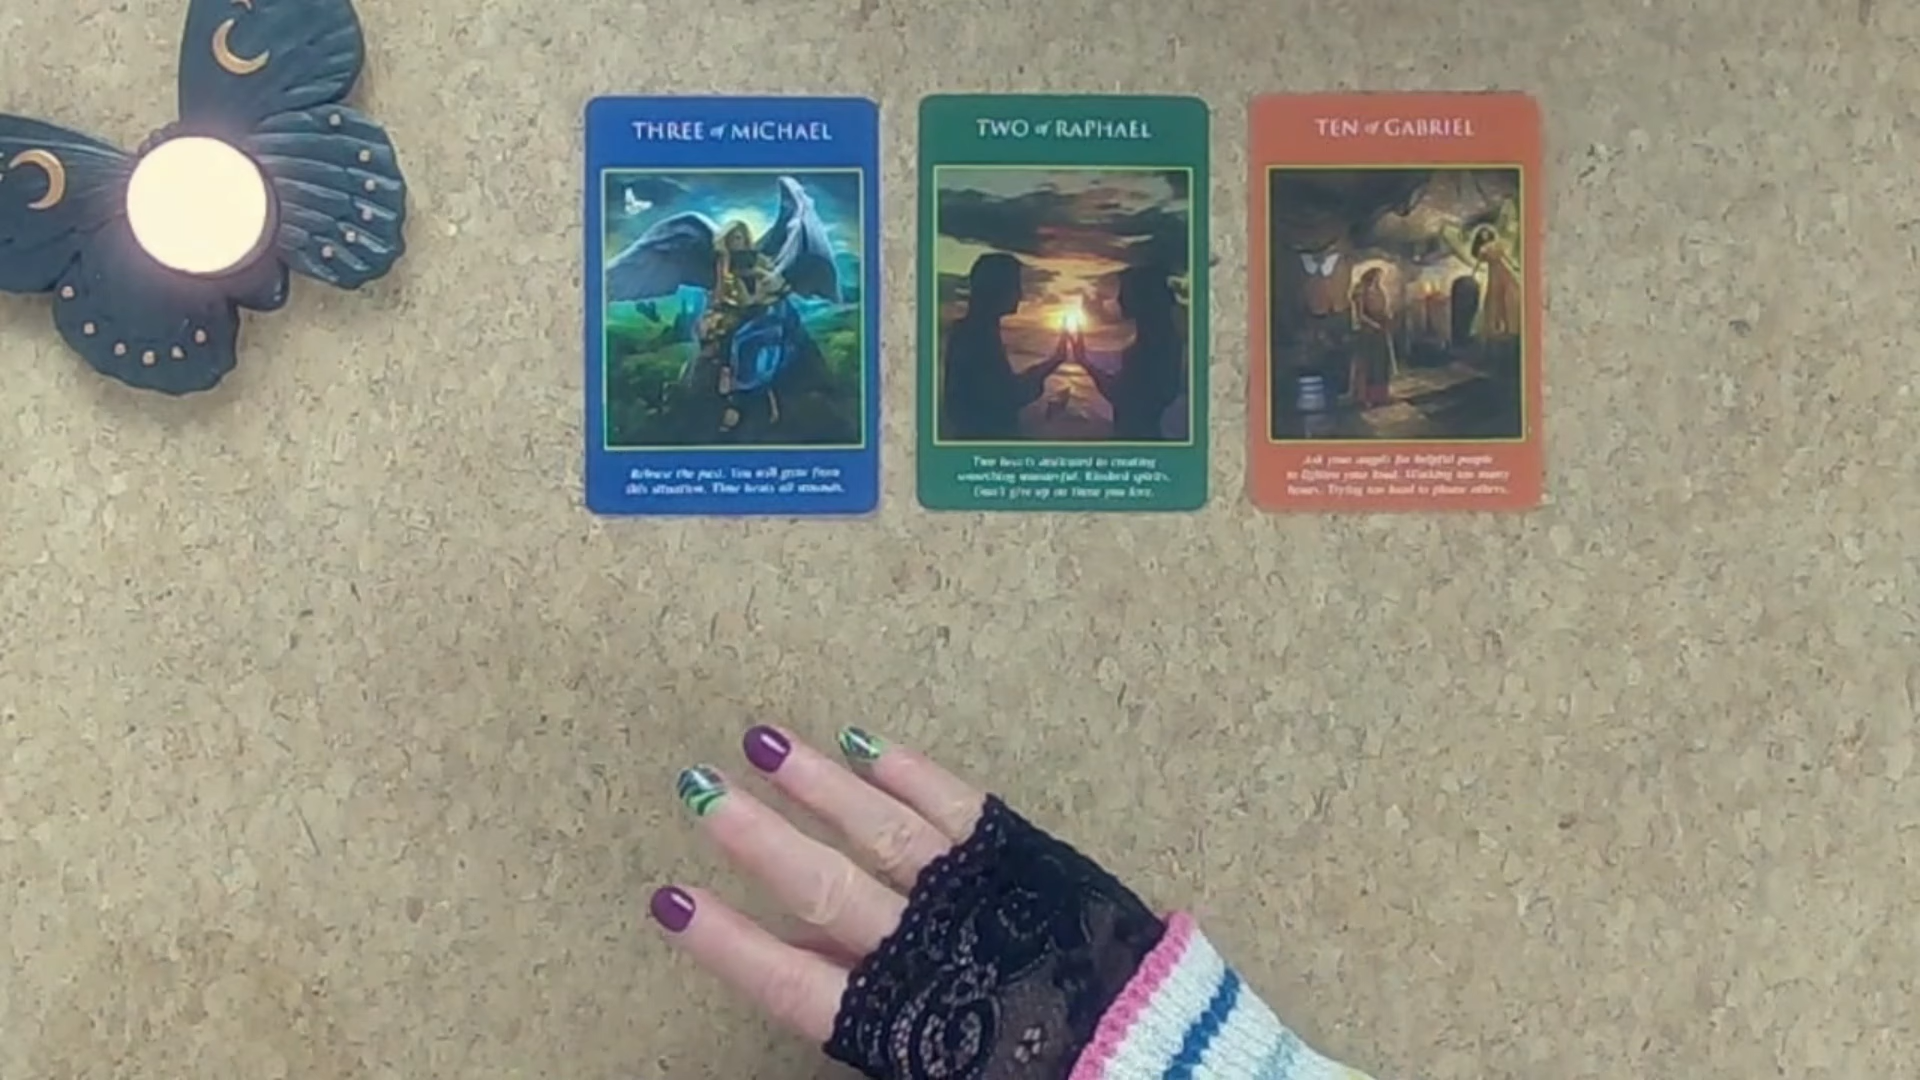 THREE of MICHAEL
Release the past. You will grow from
this situation. Time heals all wounds.
TWO of RAPHAEL
Two hearts attracted to creating
something wonderful. Kindred spirits.
Don't give up on those you love.
TEN of GABRIEL
Ask your angels for helpful people
to lighten your load. Working too many
hours. Trying too hard to please others.